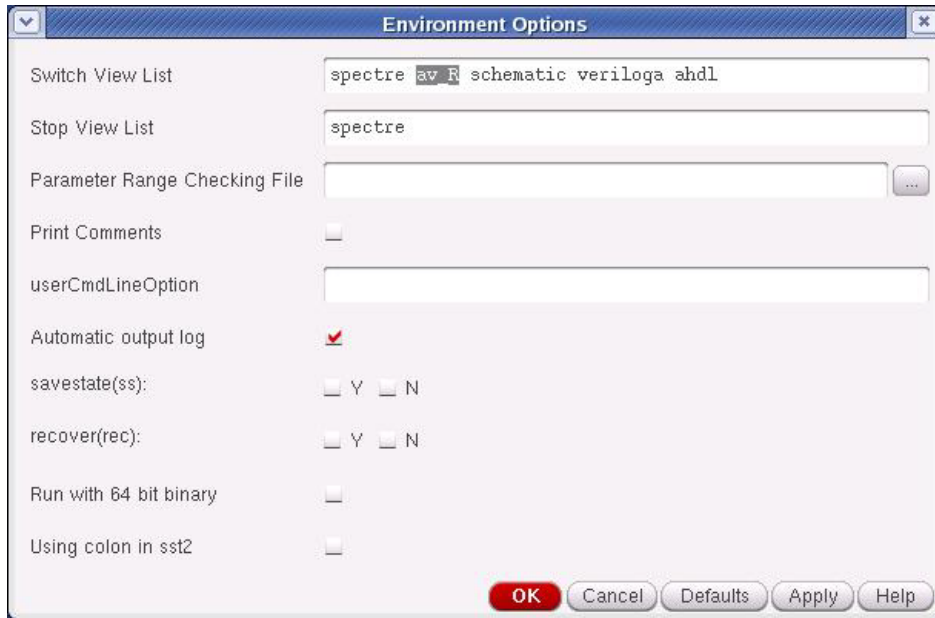 Environment Options
Switch View List spectre av_R schematic veriloga ahdl
Stop View List spectre
Parameter Range Checking File ...
Print Comments
userCmdLineOption
Automatic output log
savestate(ss): Y N
recover(rec): Y N
Run with 64 bit binary
Using colon in sst2
OK Cancel Defaults Apply Help